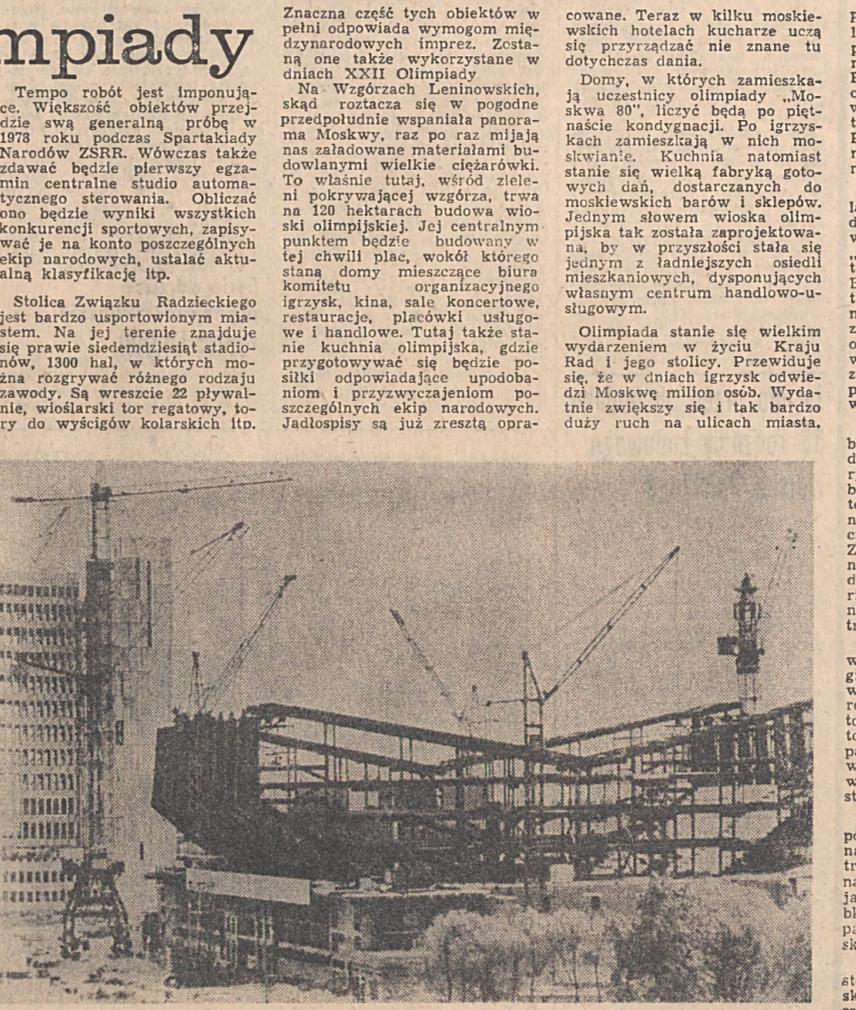 mpiady
Tempo robót jest imponują-
ce. Większość obiektów przej-
dzie swą generalną próbę w
1978 roku podczas Spartakiady
Narodów ZSRR. Wówczas także
zdawać będzie pierwszy egza-
min centralne studio automa-
tycznego sterowania. Obliczać
ono będzie wyniki wszystkich
konkurencji sportowych, zapisy-
wać je na konto poszczególnych
ekip narodowych, ustalać aktu-
alną klasyfikację itp.
Stolica Związku Radzieckiego
jest bardzo usportowionym mia-
stem. Na jej terenie znajduje
się prawie siedemdziesiąt stadio-
nów, 1300 hal, w których mo-
żna rozgrywać różnego rodzaju
zawody. Są wreszcie 22 pływal-
nie, wioślarski tor regatowy, to-
ry do wyścigów kolarskich itp.
Znaczna część tych obiektów w
pełni odpowiada wymogom mię-
dzynarodowych imprez. Zosta-
ną one także wykorzystane w
dniach XXII Olimpiady
Na Wzgórzach Leninowskich,
skąd roztacza się w pogodne
przedpołudnie wspaniała panora-
ma Moskwy, raz po raz mijają
nas załadowane materiałami bu-
dowlanymi wielkie ciężarówki.
To właśnie tutaj, wśród ziele-
ni pokrywającej wzgórza, trwa
na 120 hektarach budowa wio-
ski olimpijskiej. Jej centralnym
punktem będzie budowany w
tej chwili plac, wokół którego
staną domy mieszczące biura
komitetu organizacyjnego
igrzysk, kina, sale koncertowe,
restauracje, placówki usługo-
we i handlowe. Tutaj także sta-
nie kuchnia olimpijska, gdzie
przygotowywać się będzie po-
siłki odpowiadające upodoba-
niom i przyzwyczajeniom po-
szczególnych ekip narodowych.
Jadłospisy są już zresztą opra-
cowane. Teraz w kilku moskie-
wskich hotelach kucharze uczą
się przyrządzać nie znane tu
dotychczas dania.
Domy, w których zamieszka-
ją uczestnicy olimpiady „Mo-
skwa 80”, liczyć będą po pięt-
naście kondygnacji. Po igrzys-
kach zamieszkają w nich mo-
skwianie. Kuchnia natomiast
stanie się wielką fabryką goto-
wych dań, dostarczanych do
moskiewskich barów i sklepów.
Jednym słowem wioska olim-
pijska tak została zaprojektowa-
na, by w przyszłości stała się
jednym z ładniejszych osiedli
mieszkaniowych, dysponujących
własnym centrum handlowo-u-
sługowym.
Olimpiada stanie się wielkim
wydarzeniem w życiu Kraju
Rad i jego stolicy. Przewiduje
się, że w dniach igrzysk odwie-
dzi Moskwę milion osób. Wyda-
tnie zwiększy się i tak bardzo
duży ruch na ulicach miasta.